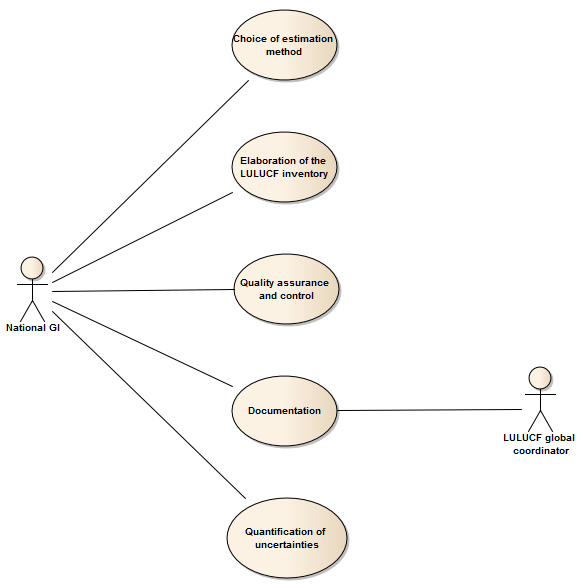 Choice of estimation
method
Elaboration of the
LULUCF inventory
Quality assurance
and control
National GI
Documentation
LULUCF global
coordinator
Quantification of
uncertainties